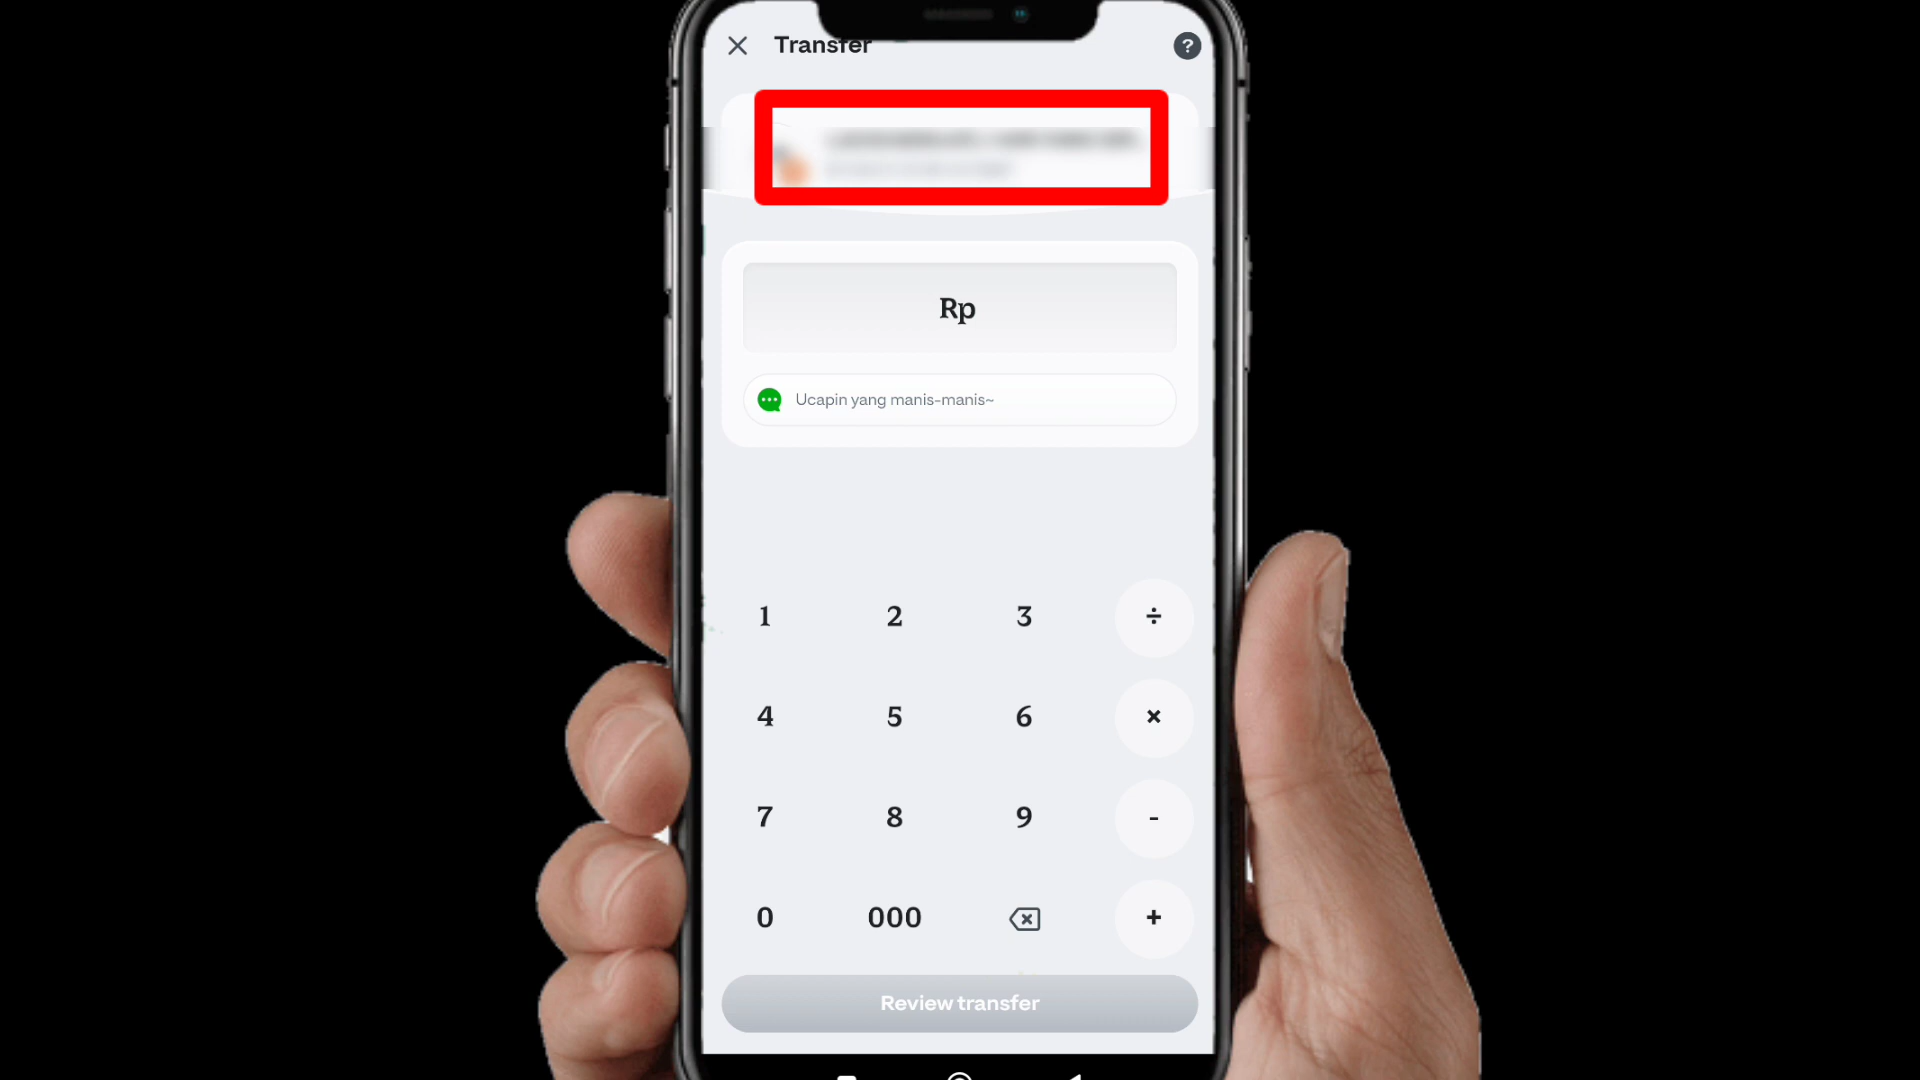 Transfer
?
Rp
Ucapin yang manis-manis~
1 2 3 ÷
4 5 6 ×
7 8 9 -
0 000 +
Review transfer